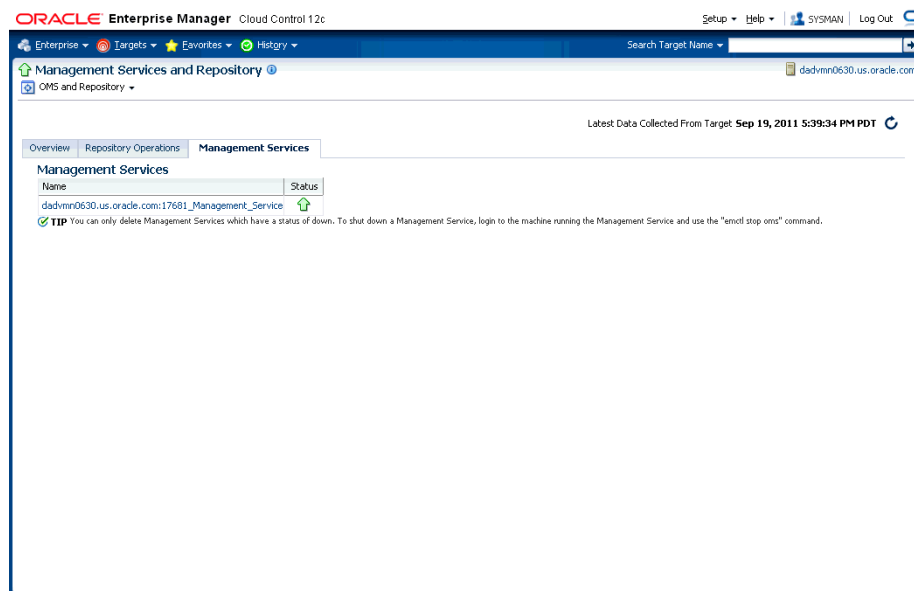 ORACLE Enterprise Manager Cloud Control 12c
Setup Help SYSMAN Log Out
Enterprise Targets Favorites History Search Target Name
Management Services and Repository dadvmn0630.us.oracle.com
OMS and Repository
Latest Data Collected From Target Sep 19, 2011 5:39:34 PM PDT
Overview Repository Operations Management Services
Management Services
Name Status
dadvmn0630.us.oracle.com:17681_Management_Service
TIP You can only delete Management Services which have a status of down. To shut down a Management Service, login to the machine running the Management Service and use the "emctl stop oms" command.